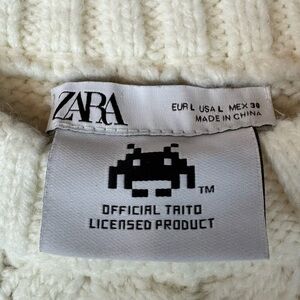 ZARA
EUR L USA L MEX 30
MADE IN CHINA
TM
OFFICIAL TAITO
LICENSED PRODUCT